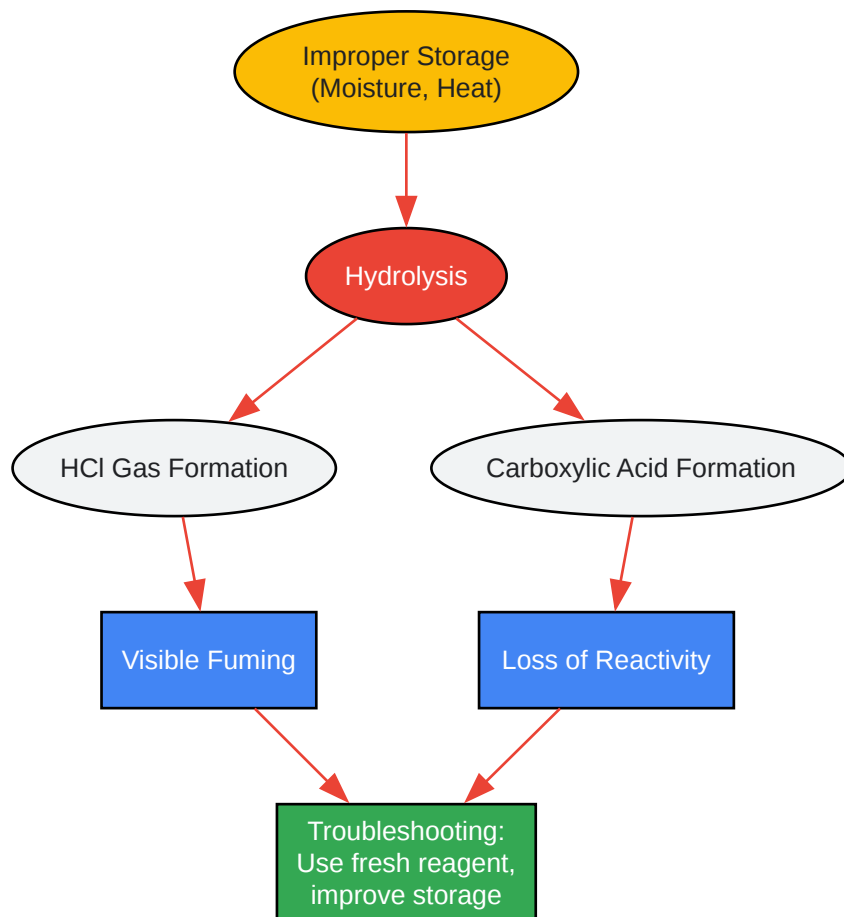 Improper Storage
(Moisture, Heat)
Hydrolysis
HCl Gas Formation
Carboxylic Acid Formation
Visible Fuming
Loss of Reactivity
Troubleshooting:
Use fresh reagent,
improve storage